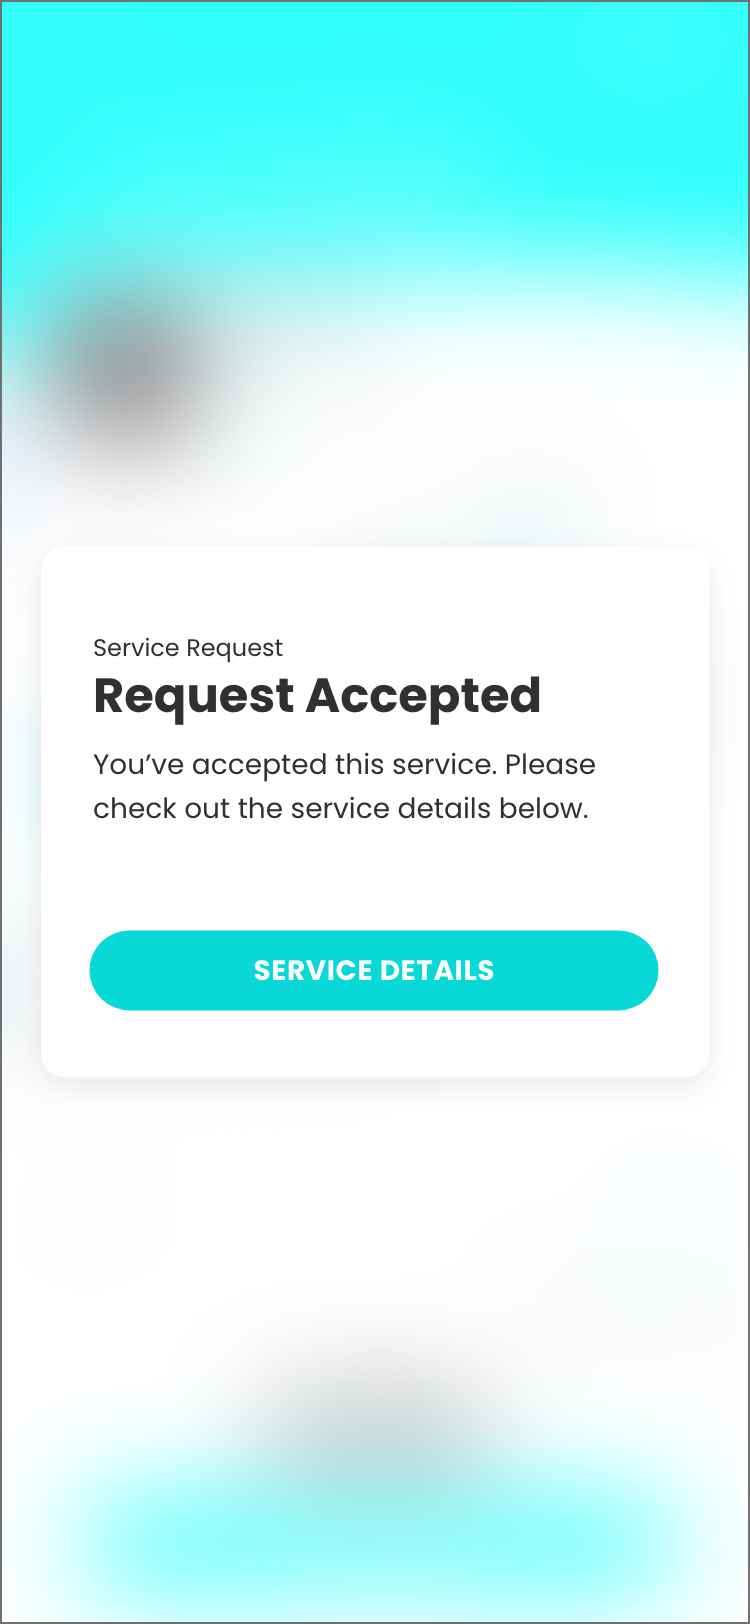 Service Request
Request Accepted
You’ve accepted this service. Please
check out the service details below.
SERVICE DETAILS